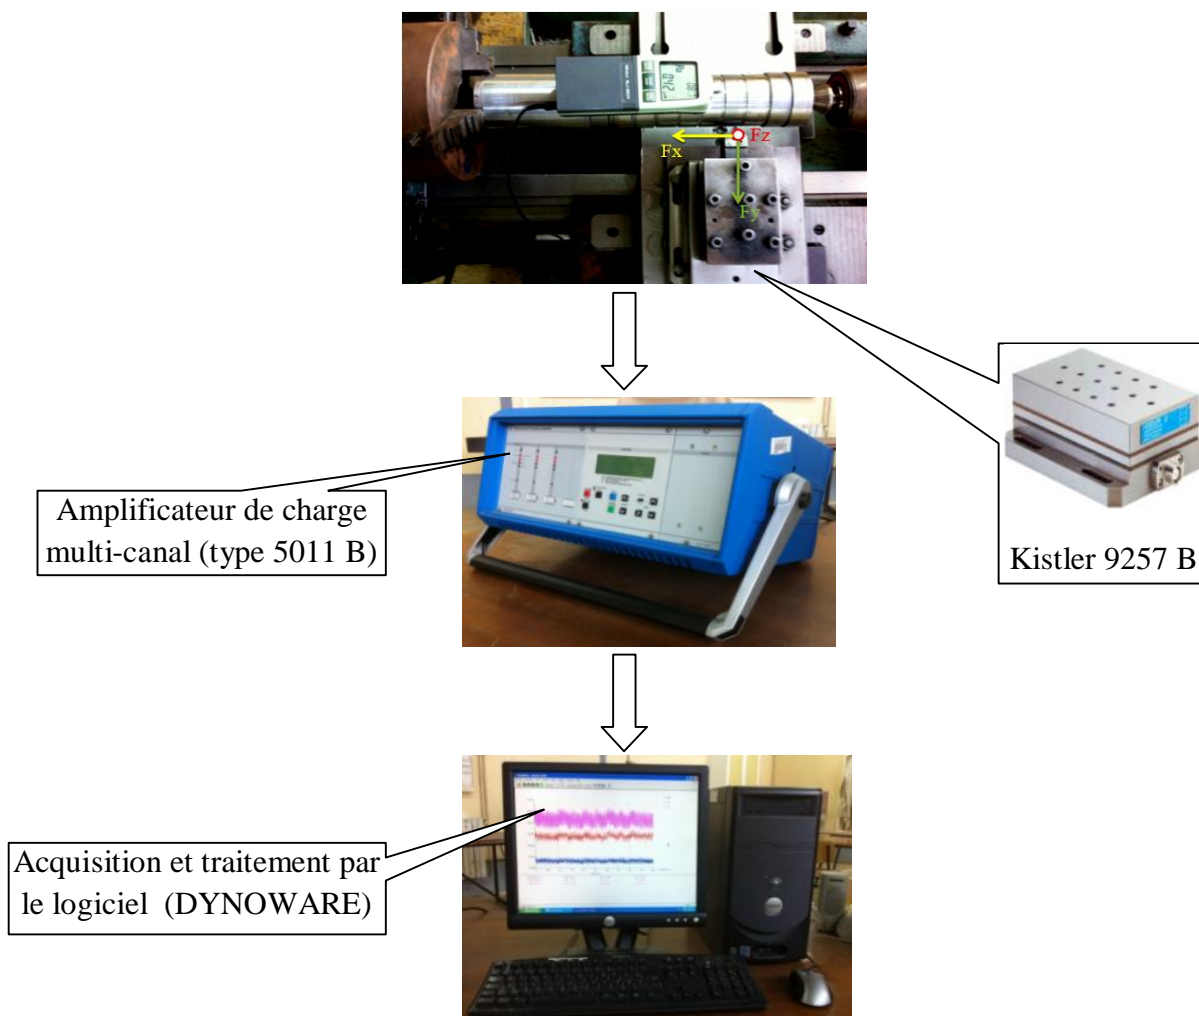 Fz
Fx
Fy
Amplificateur de charge
multi-canal (type 5011 B)
Kistler 9257 B
Acquisition et traitement par
le logiciel (DYNOWARE)